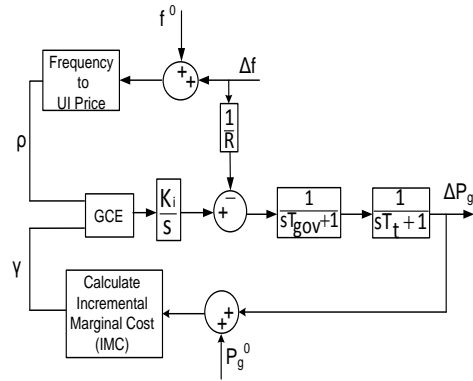 f⁰
Frequency
to
UI Price
+
+
Δf
1
R
ρ
GCE
Kᵢ
s
−
+
1
sT_gov+1
1
sT_t+1
ΔP_g
γ
Calculate
Incremental
Marginal Cost
(IMC)
+
+
P_g⁰